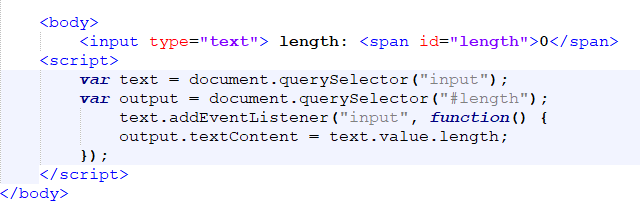 <body>
<input type="text"> length: <span id="length">0</span>
<script>
var text = document.querySelector("input");
var output = document.querySelector("#length");
text.addEventListener("input", function() {
output.textContent = text.value.length;
});
</script>
</body>